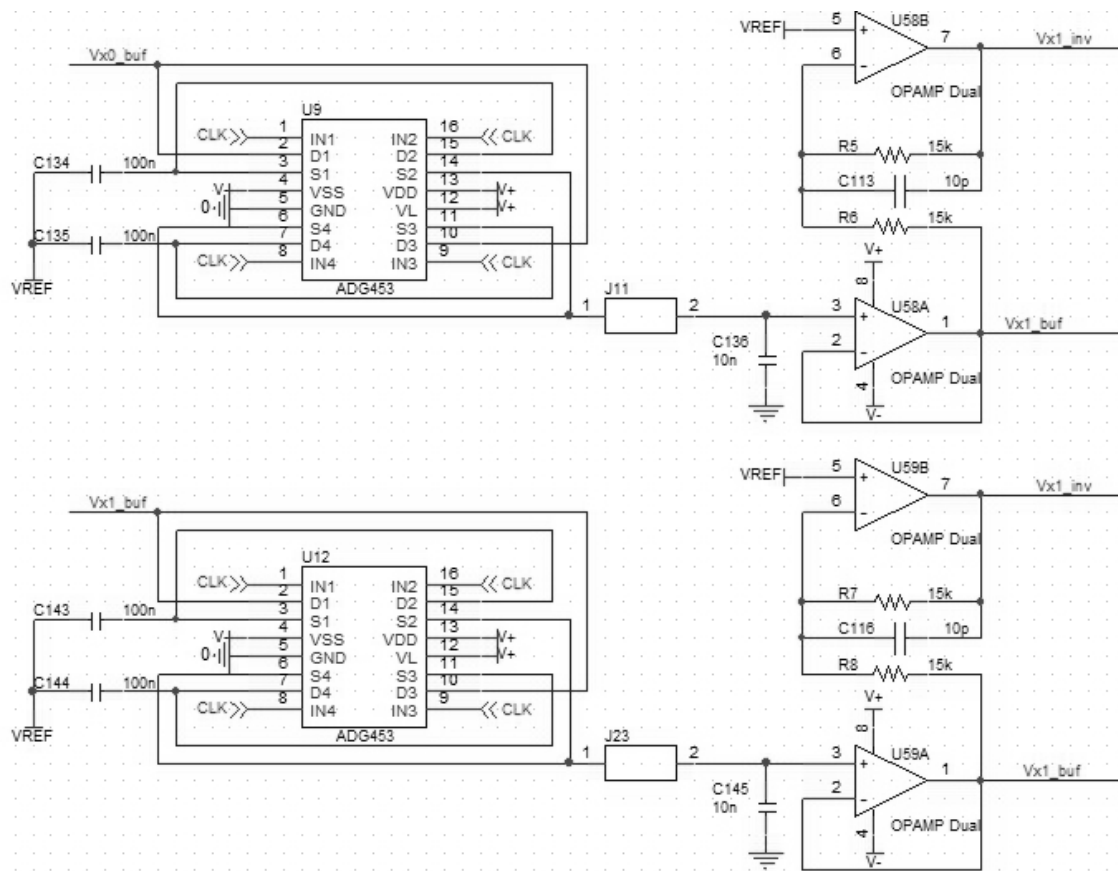 U58B
VREF 5 + 7 Vx1_inv
6 -
OPAMP Dual
Vx0_buf
U9
CLK 1 IN1 IN2 16 CLK
2 D1 D2 15
C134 100n 3 S1 S2 14
V- 4 VSS VDD 13 V+
0 5 GND VL 12 V+
6 S4 S3 11
C135 100n 7 D4 D3 10
CLK 8 IN4 IN3 9 CLK
VREF
ADG453
R5 15k
C113 10p
R6 15k
V+
8
J11
1 2
C136
10n
3 + U58A 1 Vx1_buf
2 -
OPAMP Dual
4
V-
U59B
VREF 5 + 7 Vx1_inv
6 -
OPAMP Dual
Vx1_buf
U12
CLK 1 IN1 IN2 16 CLK
2 D1 D2 15
C143 100n 3 S1 S2 14
V- 4 VSS VDD 13 V+
0 5 GND VL 12 V+
6 S4 S3 11
C144 100n 7 D4 D3 10
CLK 8 IN4 IN3 9 CLK
VREF
ADG453
R7 15k
C116 10p
R8 15k
V+
8
J23
1 2
C145
10n
3 + U59A 1 Vx1_buf
2 -
OPAMP Dual
4
V-